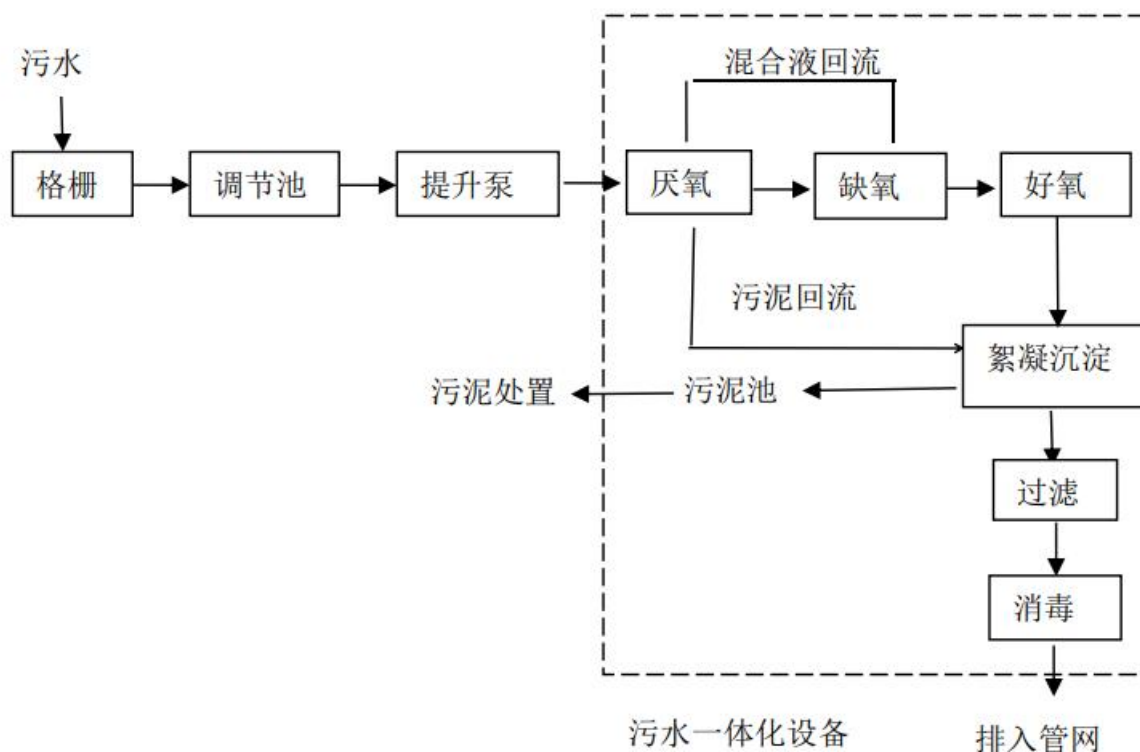 污水
混合液回流
格栅
调节池
提升泵
厌氧
缺氧
好氧
污泥回流
絮凝沉淀
污泥处置
污泥池
过滤
消毒
污水一体化设备
排入管网